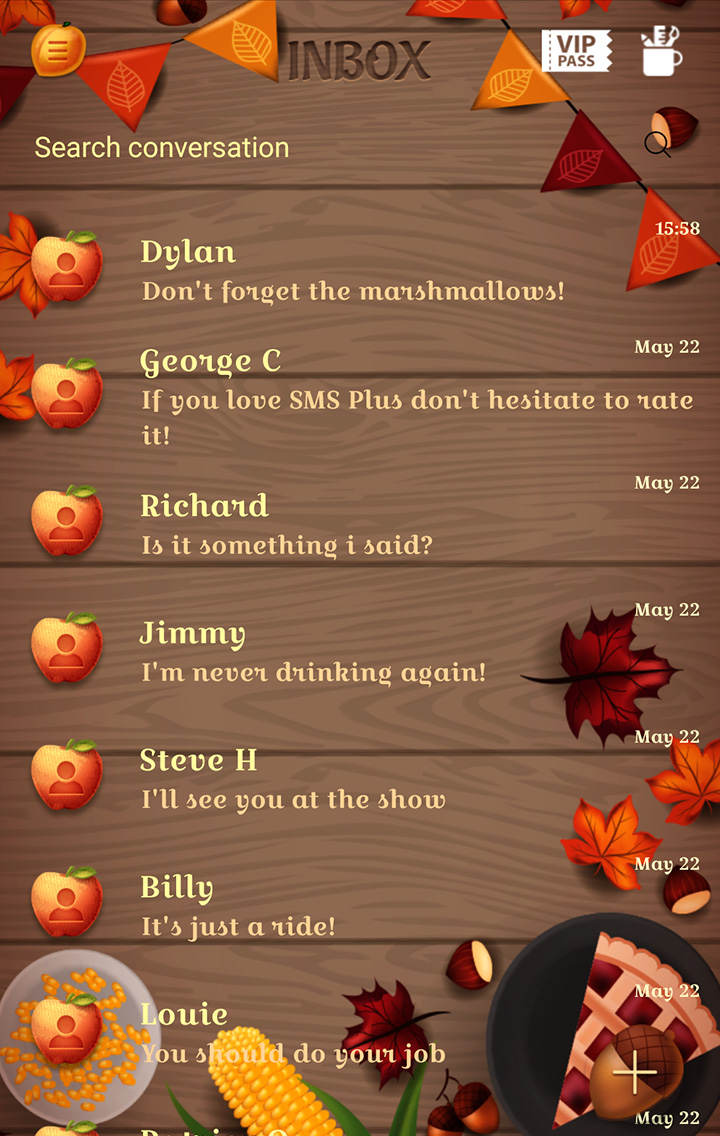 INBOX
VIP
PASS
Search conversation
15:58
Dylan
Don't forget the marshmallows!
May 22
George C
If you love SMS Plus don't hesitate to rate
it!
May 22
Richard
Is it something i said?
May 22
Jimmy
I'm never drinking again!
May 22
Steve H
I'll see you at the show
May 22
Billy
It's just a ride!
May 22
Louie
You should do your job
May 22